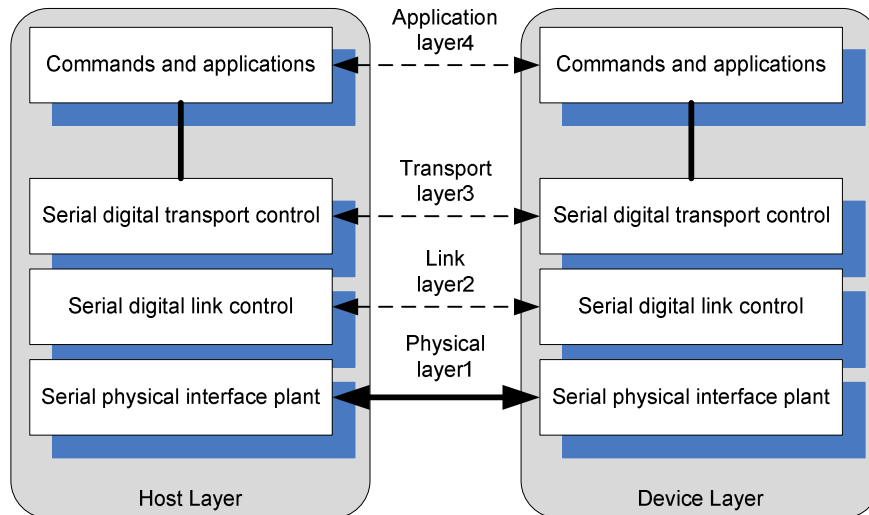 Application
layer4
Commands and applications
Commands and applications
Transport
layer3
Serial digital transport control
Serial digital transport control
Link
layer2
Serial digital link control
Serial digital link control
Physical
layer1
Serial physical interface plant
Serial physical interface plant
Host Layer
Device Layer